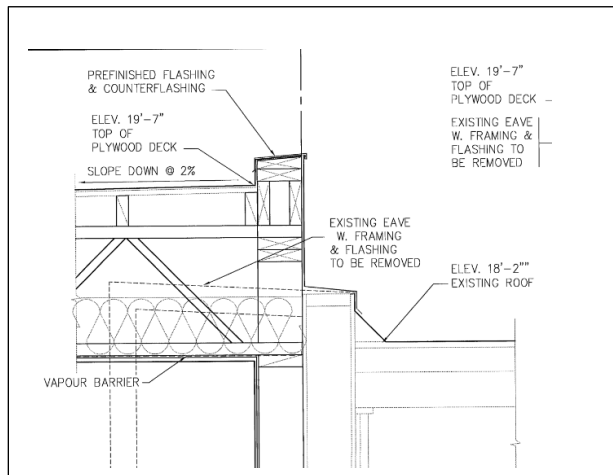 PREFINISHED FLASHING
& COUNTERFLASHING
ELEV. 19'-7"
TOP OF
PLYWOOD DECK
SLOPE DOWN @ 2%
EXISTING EAVE
W. FRAMING
& FLASHING
TO BE REMOVED
VAPOUR BARRIER
ELEV. 19'-7"
TOP OF
PLYWOOD DECK
EXISTING EAVE
W. FRAMING &
FLASHING TO
BE REMOVED
ELEV. 18'-2""
EXISTING ROOF